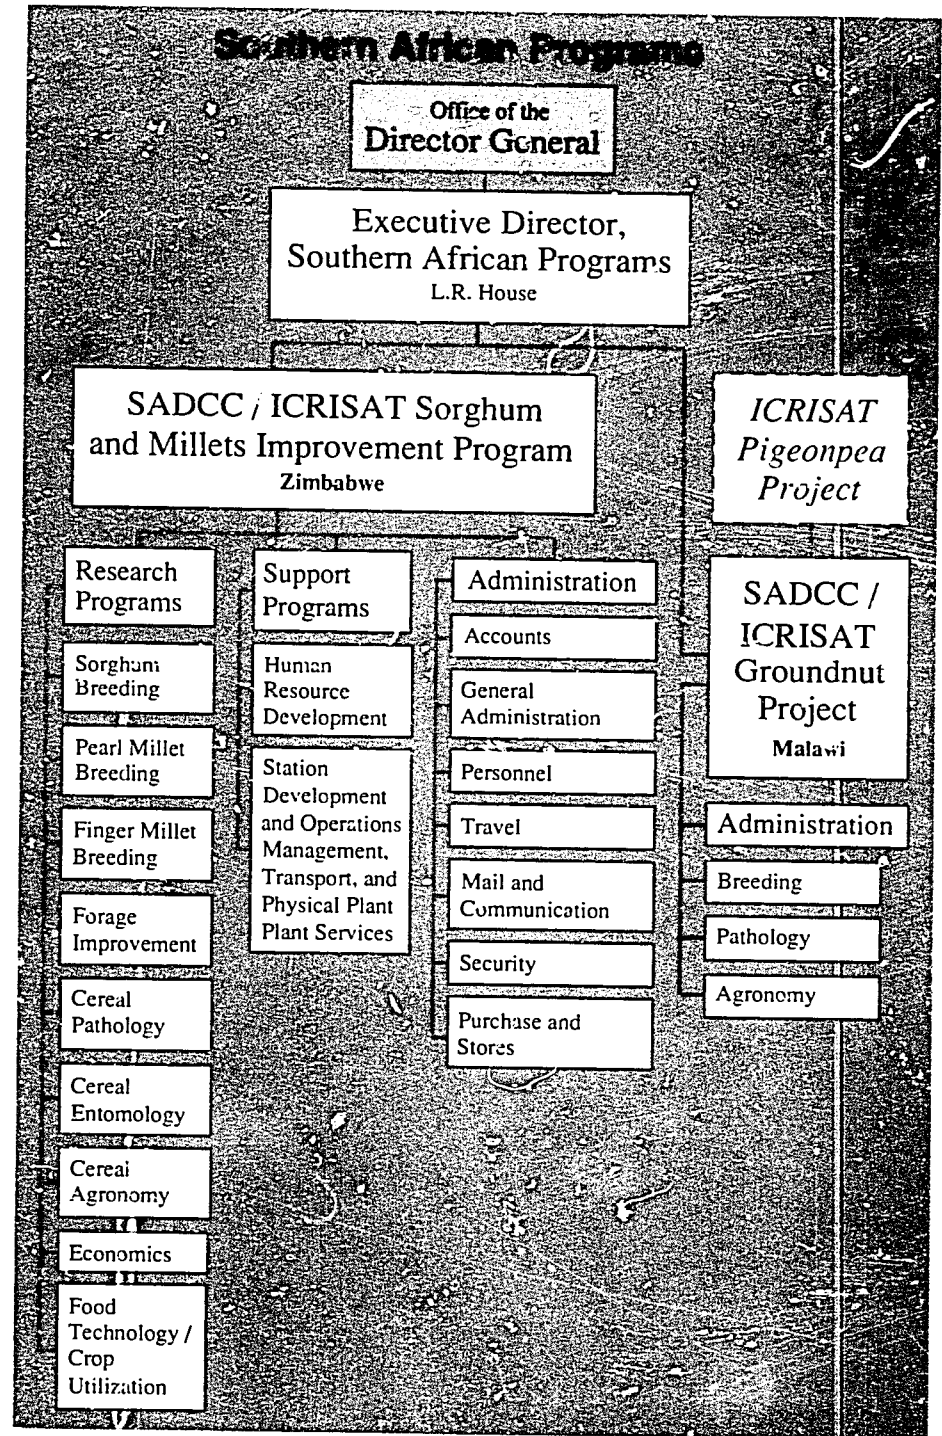 Southern African Programs
Office of the
Director General
Executive Director,
Southern African Programs
L.R. House
SADCC / ICRISAT Sorghum
and Millets Improvement Program
Zimbabwe
ICRISAT
Pigeonpea
Project
Research
Programs
Sorghum
Breeding
Pearl Millet
Breeding
Finger Millet
Breeding
Forage
Improvement
Cereal
Pathology
Cereal
Entomology
Cereal
Agronomy
Economics
Food
Technology /
Crop
Utilization
Support
Programs
Human
Resource
Development
Station
Development
and Operations
Management,
Transport, and
Physical Plant
Plant Services
Administration
Accounts
General
Administration
Personnel
Travel
Mail and
Communication
Security
Purchase and
Stores
SADCC /
ICRISAT
Groundnut
Project
Malawi
Administration
Breeding
Pathology
Agronomy